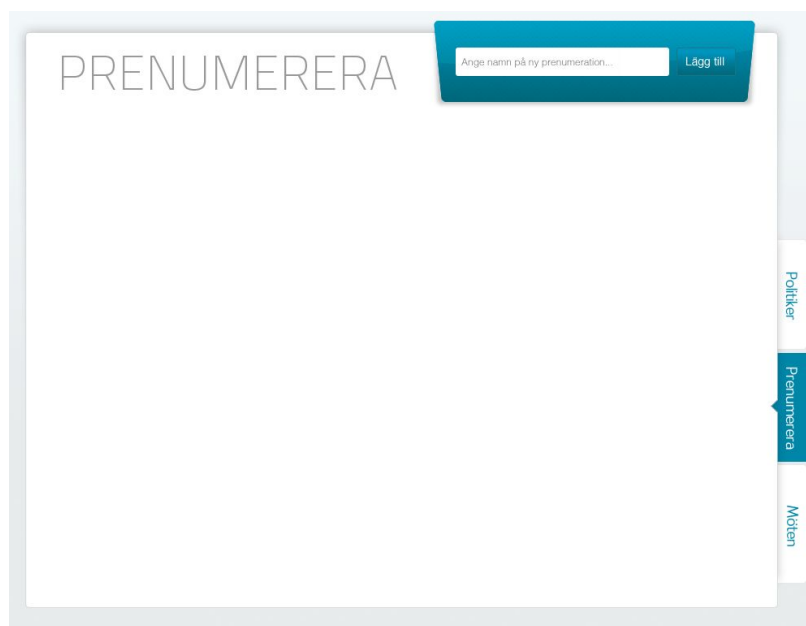 PRENUMERERA
Ange namn på ny prenumeration...
Lägg till
Politiker
Prenumerera
Möten